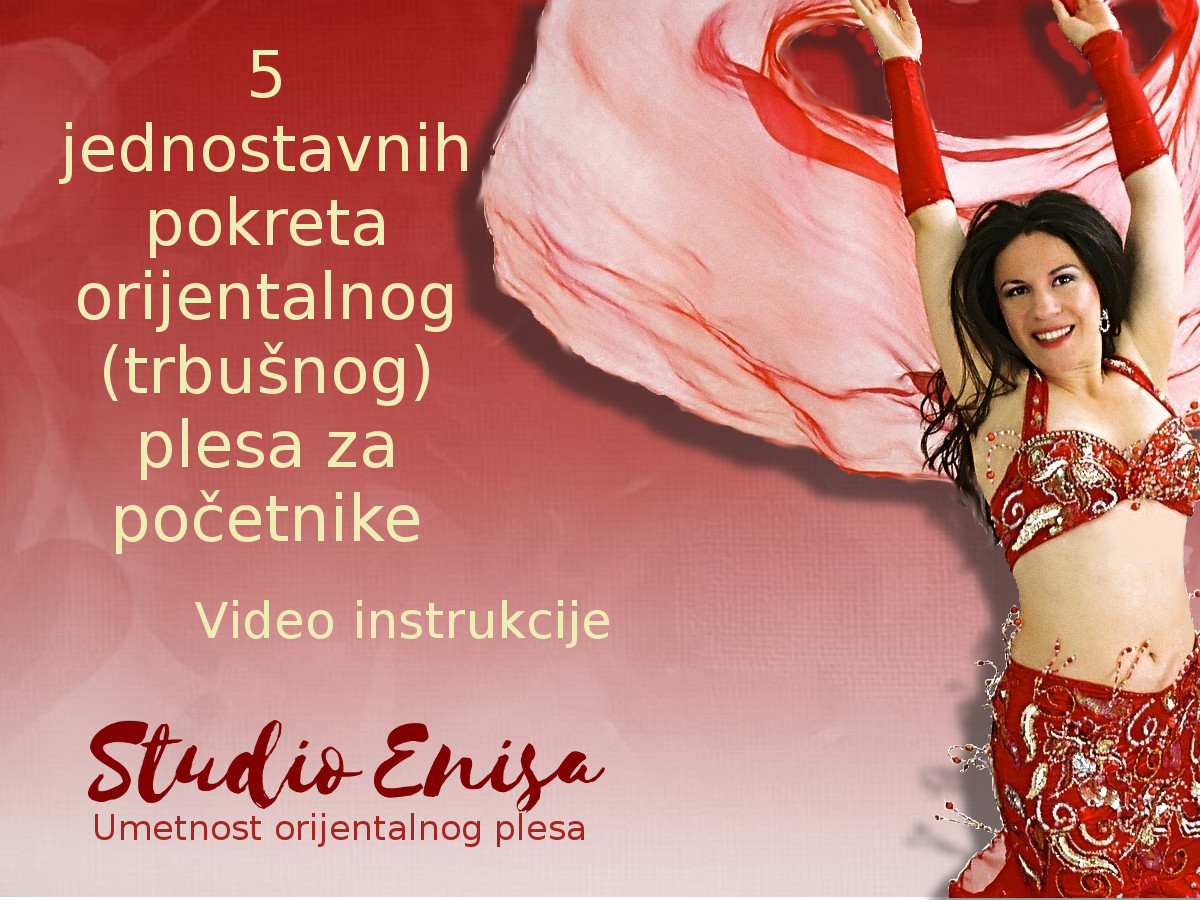 5
jednostavnih
pokreta
orijentalnog
(trbušnog)
plesa za
početnike
Video instrukcije
Studio Enisa
Umetnost orijentalnog plesa